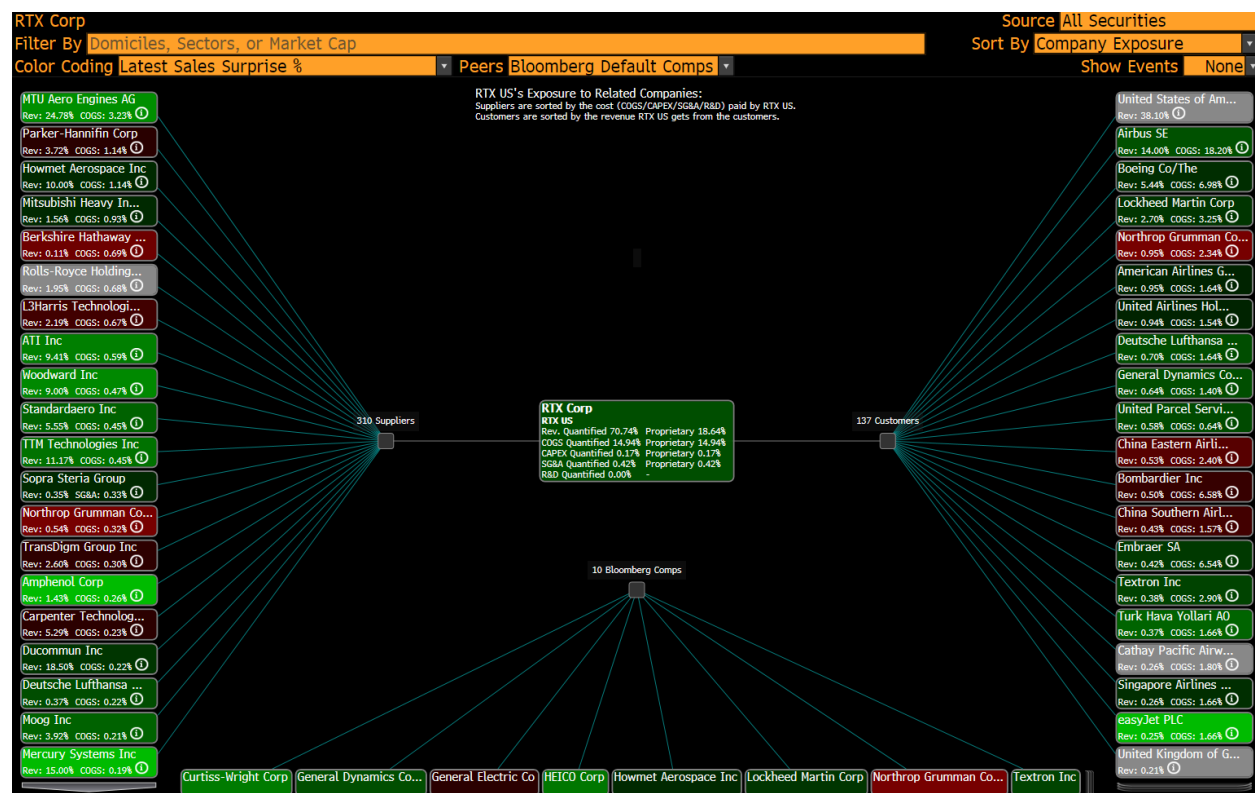 RTX Corp
Source All Securities
Filter By Domiciles, Sectors, or Market Cap
Sort By Company Exposure
Color Coding Latest Sales Surprise %
Peers Bloomberg Default Comps
Show Events None
RTX US's Exposure to Related Companies:
Suppliers are sorted by the cost (COGS/CAPEX/SG&A/R&D) paid by RTX US.
Customers are sorted by the revenue RTX US gets from the customers.
MTU Aero Engines AG
Rev: 24.78% COGS: 3.23%
Parker-Hannifin Corp
Rev: 3.72% COGS: 1.14%
Howmet Aerospace Inc
Rev: 10.00% COGS: 1.14%
Mitsubishi Heavy In...
Rev: 1.56% COGS: 0.93%
Berkshire Hathaway ...
Rev: 0.11% COGS: 0.69%
Rolls-Royce Holding...
Rev: 1.95% COGS: 0.68%
L3Harris Technologi...
Rev: 2.19% COGS: 0.67%
ATI Inc
Rev: 9.41% COGS: 0.59%
Woodward Inc
Rev: 9.00% COGS: 0.47%
Standardaero Inc
Rev: 5.55% COGS: 0.45%
TTM Technologies Inc
Rev: 11.17% COGS: 0.45%
Sopra Steria Group
Rev: 0.35% SG&A: 0.33%
Northrop Grumman Co...
Rev: 0.54% COGS: 0.32%
TransDigm Group Inc
Rev: 2.60% COGS: 0.30%
Amphenol Corp
Rev: 1.43% COGS: 0.26%
Carpenter Technolog...
Rev: 5.29% COGS: 0.23%
Ducommun Inc
Rev: 18.50% COGS: 0.22%
Deutsche Lufthansa ...
Rev: 0.37% COGS: 0.22%
Moog Inc
Rev: 3.92% COGS: 0.21%
Mercury Systems Inc
Rev: 15.00% COGS: 0.19%
310 Suppliers
RTX Corp
RTX US
Rev. Quantified 70.74% Proprietary 18.64%
COGS Quantified 14.94% Proprietary 14.94%
CAPEX Quantified 0.17% Proprietary 0.17%
SG&A Quantified 0.42% Proprietary 0.42%
R&D Quantified 0.00% -
137 Customers
United States of Am...
Rev: 38.10%
Airbus SE
Rev: 14.00% COGS: 18.20%
Boeing Co/The
Rev: 5.44% COGS: 6.98%
Lockheed Martin Corp
Rev: 2.70% COGS: 3.25%
Northrop Grumman Co...
Rev: 0.95% COGS: 2.34%
American Airlines G...
Rev: 0.95% COGS: 1.64%
United Airlines Hol...
Rev: 0.94% COGS: 1.54%
Deutsche Lufthansa ...
Rev: 0.70% COGS: 1.64%
General Dynamics Co...
Rev: 0.64% COGS: 1.40%
United Parcel Servi...
Rev: 0.58% COGS: 0.64%
China Eastern Airli...
Rev: 0.53% COGS: 2.40%
Bombardier Inc
Rev: 0.50% COGS: 6.58%
China Southern Airl...
Rev: 0.43% COGS: 1.57%
Embraer SA
Rev: 0.42% COGS: 6.54%
Textron Inc
Rev: 0.38% COGS: 2.90%
Turk Hava Yollari AO
Rev: 0.37% COGS: 1.66%
Cathay Pacific Airw...
Rev: 0.26% COGS: 1.80%
Singapore Airlines ...
Rev: 0.26% COGS: 1.66%
easyJet PLC
Rev: 0.25% COGS: 1.66%
United Kingdom of G...
Rev: 0.21%
10 Bloomberg Comps
Curtiss-Wright Corp
General Dynamics Co...
General Electric Co
HEICO Corp
Howmet Aerospace Inc
Lockheed Martin Corp
Northrop Grumman Co...
Textron Inc